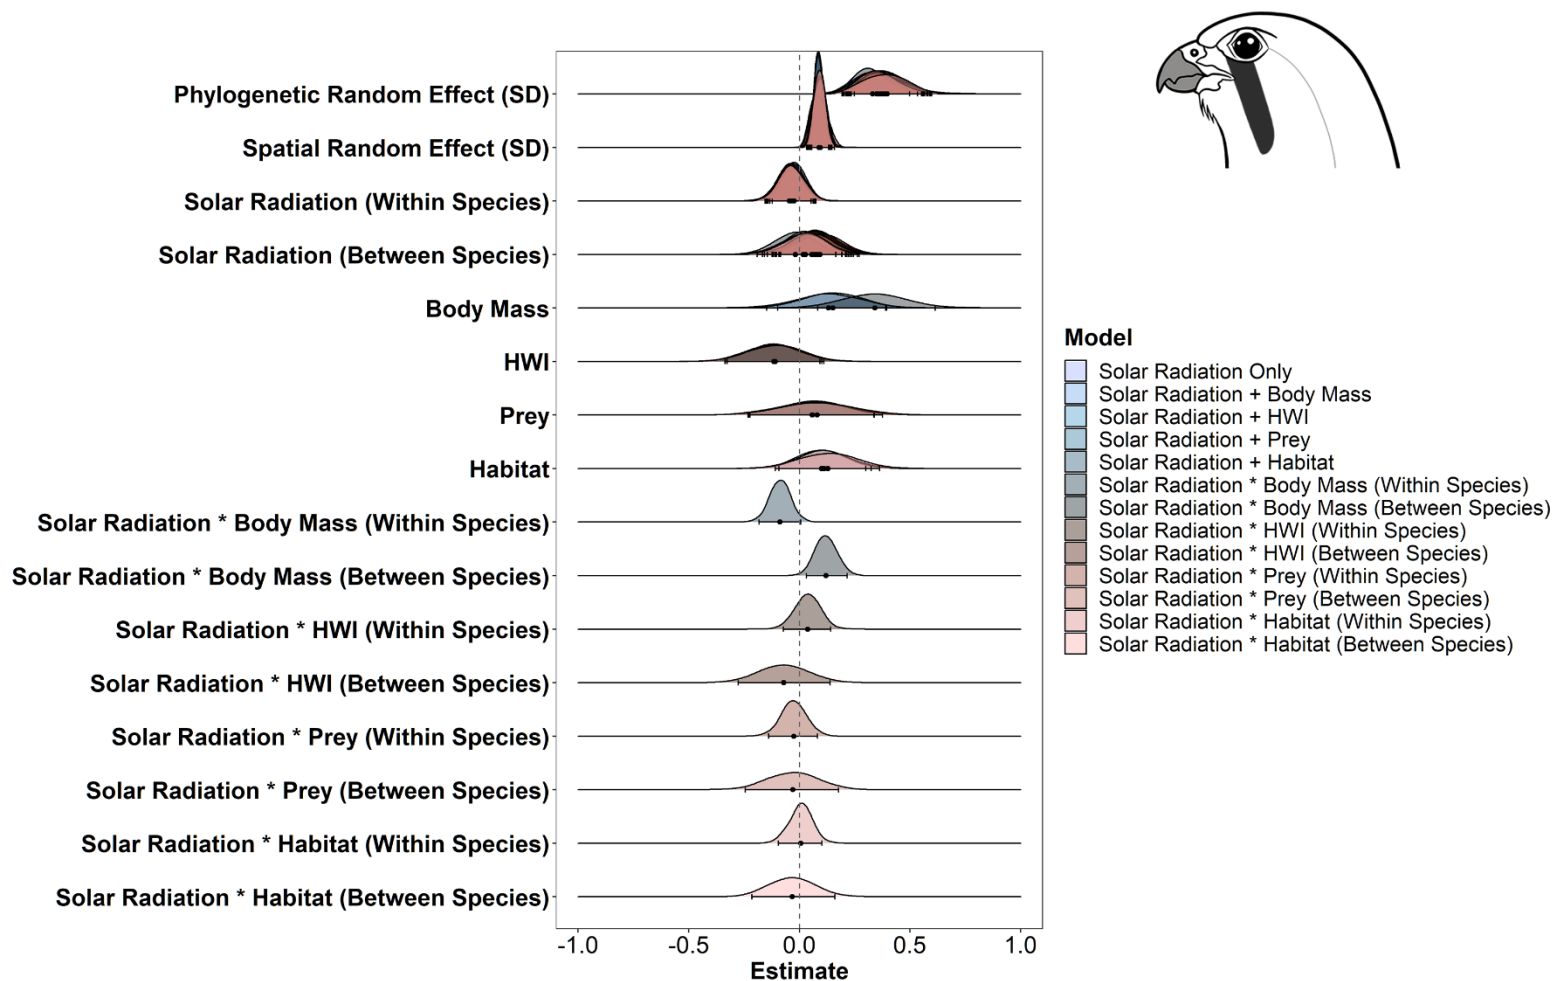 Phylogenetic Random Effect (SD)
Spatial Random Effect (SD)
Solar Radiation (Within Species)
Solar Radiation (Between Species)
Body Mass
HWI
Prey
Habitat
Solar Radiation * Body Mass (Within Species)
Solar Radiation * Body Mass (Between Species)
Solar Radiation * HWI (Within Species)
Solar Radiation * HWI (Between Species)
Solar Radiation * Prey (Within Species)
Solar Radiation * Prey (Between Species)
Solar Radiation * Habitat (Within Species)
Solar Radiation * Habitat (Between Species)
-1.0 -0.5 0.0 0.5 1.0
Estimate
Model
Solar Radiation Only
Solar Radiation + Body Mass
Solar Radiation + HWI
Solar Radiation + Prey
Solar Radiation + Habitat
Solar Radiation * Body Mass (Within Species)
Solar Radiation * Body Mass (Between Species)
Solar Radiation * HWI (Within Species)
Solar Radiation * HWI (Between Species)
Solar Radiation * Prey (Within Species)
Solar Radiation * Prey (Between Species)
Solar Radiation * Habitat (Within Species)
Solar Radiation * Habitat (Between Species)